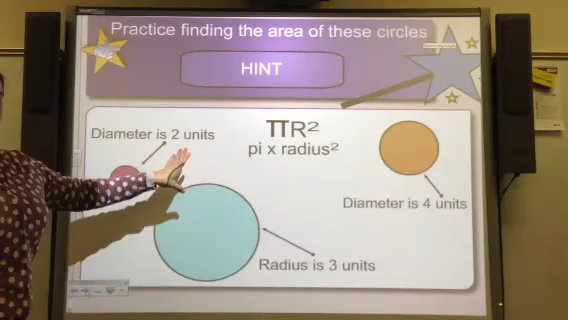 Practice finding the area of these circles
HINT
πR²
pi x radius²
Diameter is 2 units
Diameter is 4 units
Radius is 3 units